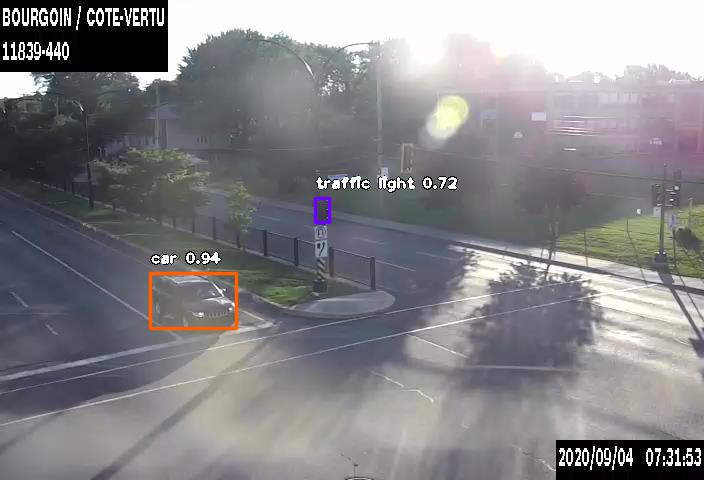 BOURGOIN / COTE-VERTU
11839-440
traffic light 0.72
car 0.94
2020/09/04 07:31:53